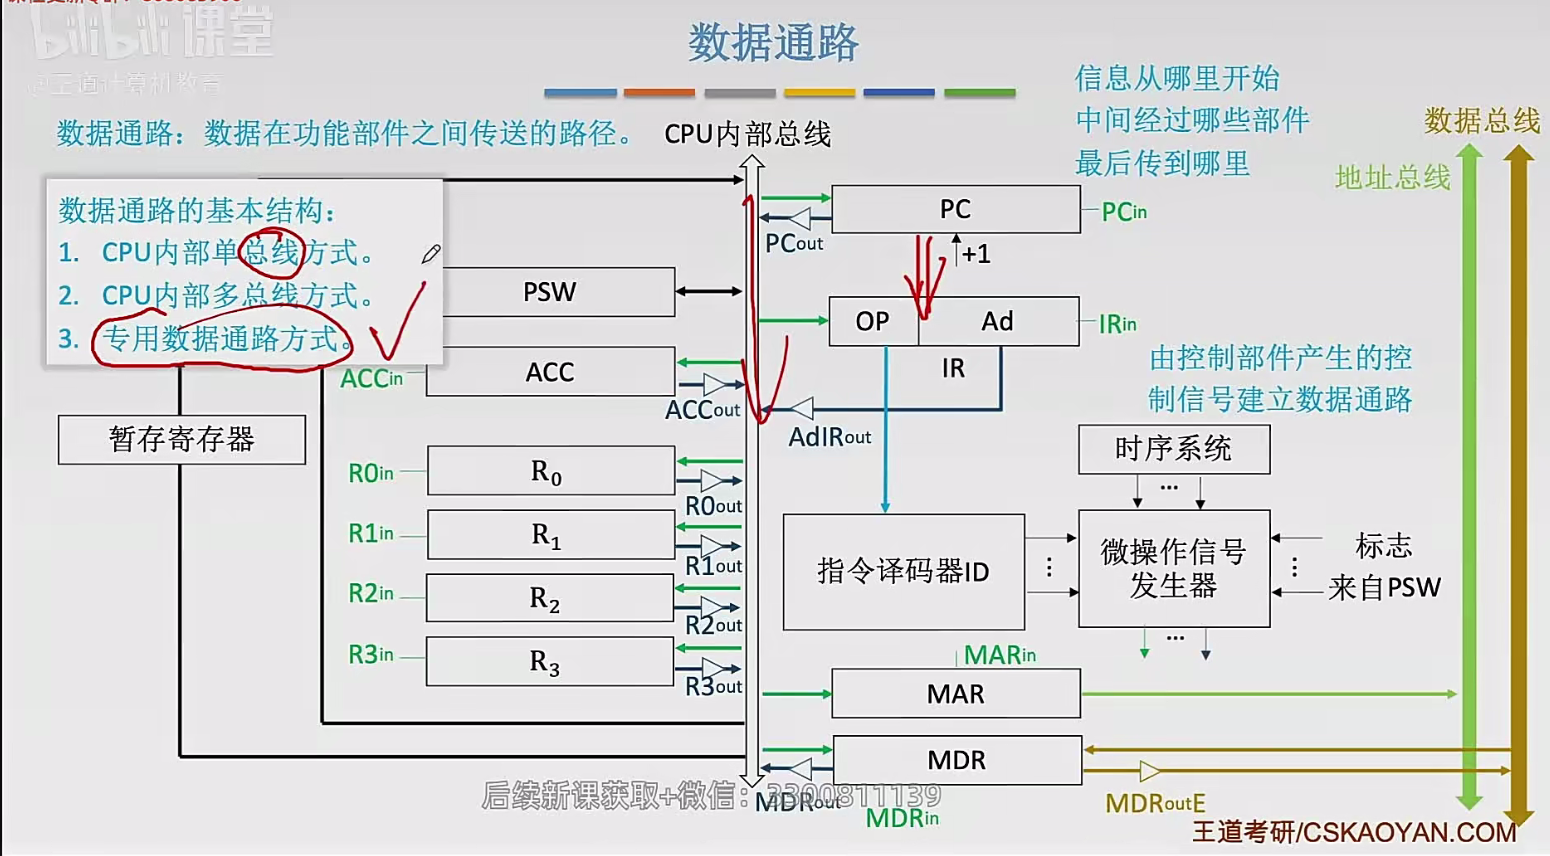 bilibili课堂
@王道计算机教育
数据通路
信息从哪里开始
中间经过哪些部件
最后传到哪里
数据总线
地址总线
数据通路：数据在功能部件之间传送的路径。
CPU内部总线
数据通路的基本结构：
1. CPU内部单总线方式。
2. CPU内部多总线方式。
3. 专用数据通路方式。
PC
PCin
PCout
+1
PSW
OP
Ad
IRin
IR
ACCin
ACC
ACCout
AdIRout
由控制部件产生的控
制信号建立数据通路
暂存寄存器
时序系统
...
R0in
R0
R0out
R1in
R1
R1out
R2in
R2
R2out
R3in
R3
R3out
指令译码器ID
...
微操作信号
发生器
...
标志
来自PSW
...
MARin
MAR
MDR
MDRout
MDRin
MDRoutE
后续新课获取+微信：3300811139
王道考研/CSKAOYAN.COM